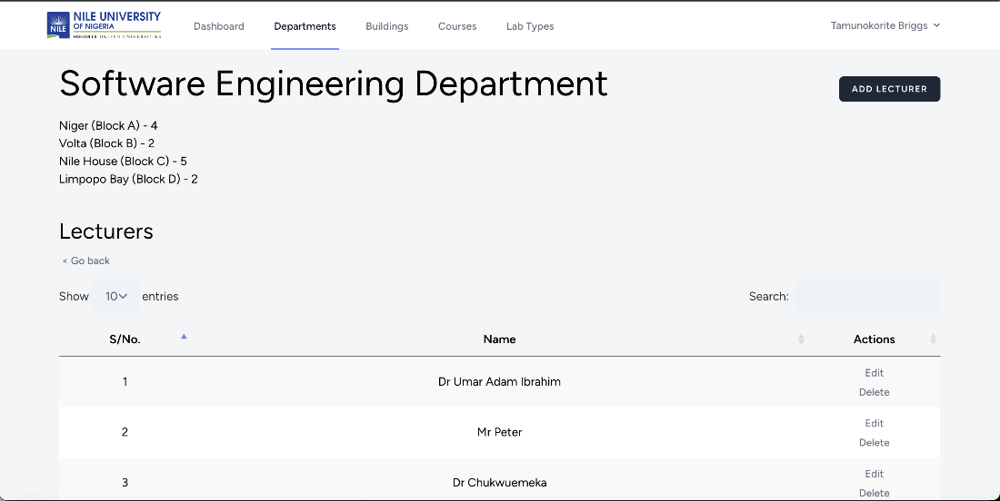 NILE UNIVERSITY
OF NIGERIA
NILE
HONORIS UNITED UNIVERSITIES
Dashboard
Departments
Buildings
Courses
Lab Types
Tamunokorite Briggs
Software Engineering Department
ADD LECTURER
Niger (Block A) - 4
Volta (Block B) - 2
Nile House (Block C) - 5
Limpopo Bay (Block D) - 2
Lecturers
< Go back
Show 10 entries
Search:
S/No. Name Actions
1 Dr Umar Adam Ibrahim Edit
Delete
2 Mr Peter Edit
Delete
3 Dr Chukwuemeka Edit
Delete